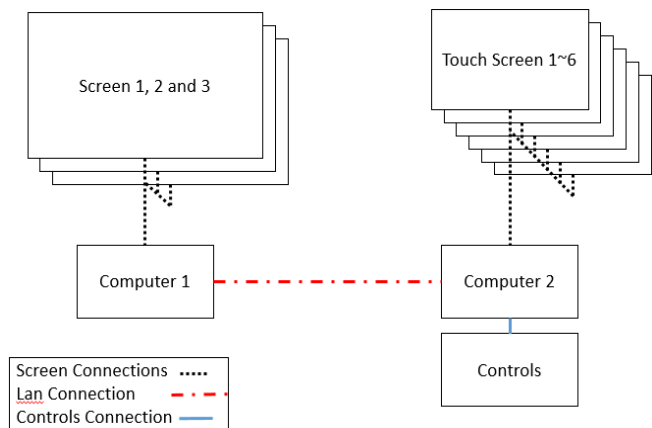 Screen 1, 2 and 3
Touch Screen 1~6
Computer 1
Computer 2
Controls
Screen Connections
Lan Connection
Controls Connection